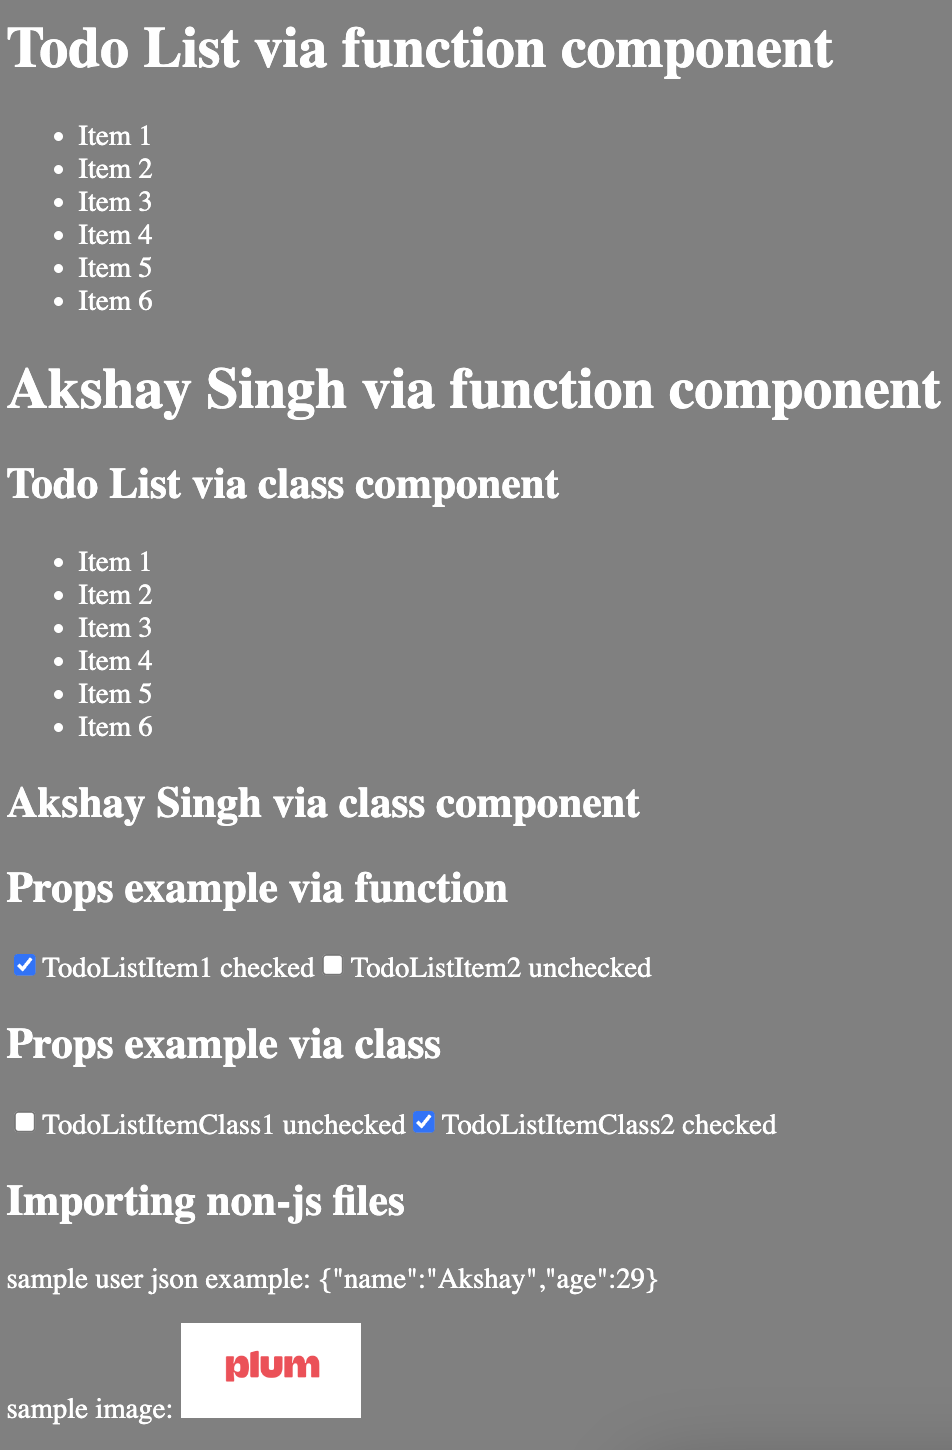 Todo List via function component
Item 1
Item 2
Item 3
Item 4
Item 5
Item 6
Akshay Singh via function component
Todo List via class component
Item 1
Item 2
Item 3
Item 4
Item 5
Item 6
Akshay Singh via class component
Props example via function
TodoListItem1 checked TodoListItem2 unchecked
Props example via class
TodoListItemClass1 unchecked TodoListItemClass2 checked
Importing non-js files
sample user json example: {"name":"Akshay","age":29}
plum
sample image: